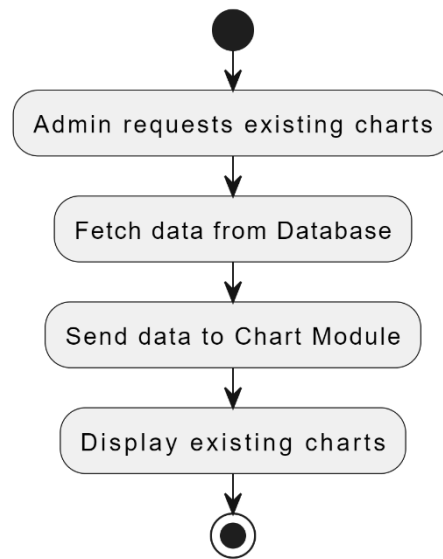 Admin requests existing charts
Fetch data from Database
Send data to Chart Module
Display existing charts